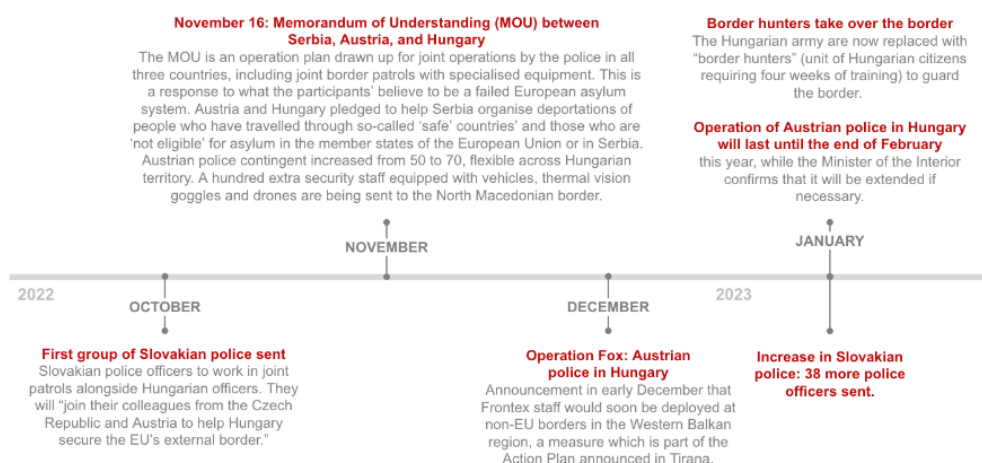 November 16: Memorandum of Understanding (MOU) between
Serbia, Austria, and Hungary
The MOU is an operation plan drawn up for joint operations by the police in all
three countries, including joint border patrols with specialised equipment. This is
a response to what the participants' believe to be a failed European asylum
system. Austria and Hungary pledged to help Serbia organise deportations of
people who have travelled through so-called 'safe' countries' and those who are
'not eligible' for asylum in the member states of the European Union or in Serbia.
Austrian police contingent increased from 50 to 70, flexible across Hungarian
territory. A hundred extra security staff equipped with vehicles, thermal vision
goggles and drones are being sent to the North Macedonian border.
Border hunters take over the border
The Hungarian army are now replaced with
“border hunters” (unit of Hungarian citizens
requiring four weeks of training) to guard
the border.
Operation of Austrian police in Hungary
will last until the end of February
this year, while the Minister of the Interior
confirms that it will be extended if
necessary.
NOVEMBER
JANUARY
2022
2023
OCTOBER
DECEMBER
First group of Slovakian police sent
Slovakian police officers to work in joint
patrols alongside Hungarian officers. They
will “join their colleagues from the Czech
Republic and Austria to help Hungary
secure the EU's external border.”
Operation Fox: Austrian
police in Hungary
Announcement in early December that
Frontex staff would soon be deployed at
non-EU borders in the Western Balkan
region, a measure which is part of the
Action Plan announced in Tirana.
Increase in Slovakian
police: 38 more police
officers sent.